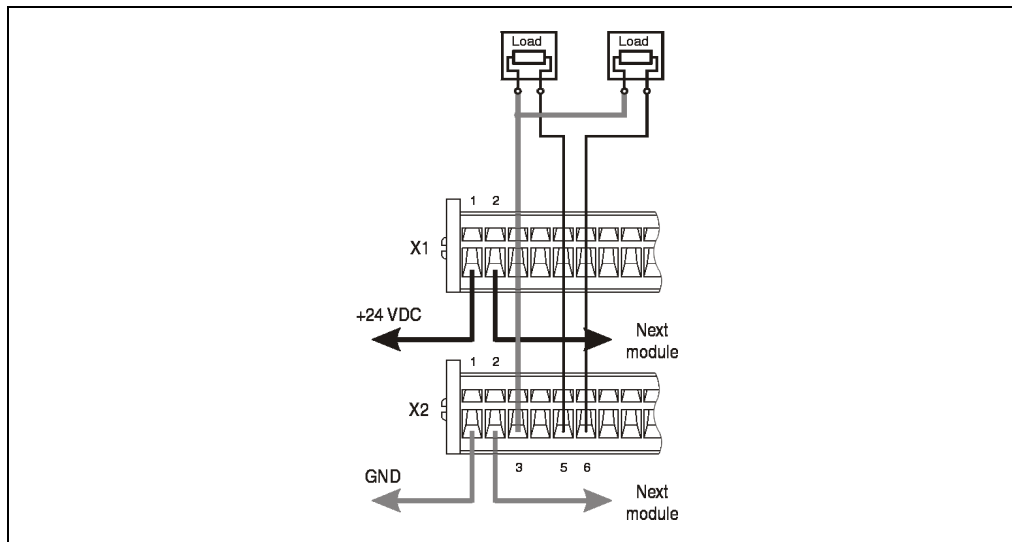 Load Load
1 2
X1
+24 VDC
Next
module
1 2
X2
3 5 6
GND
Next
module